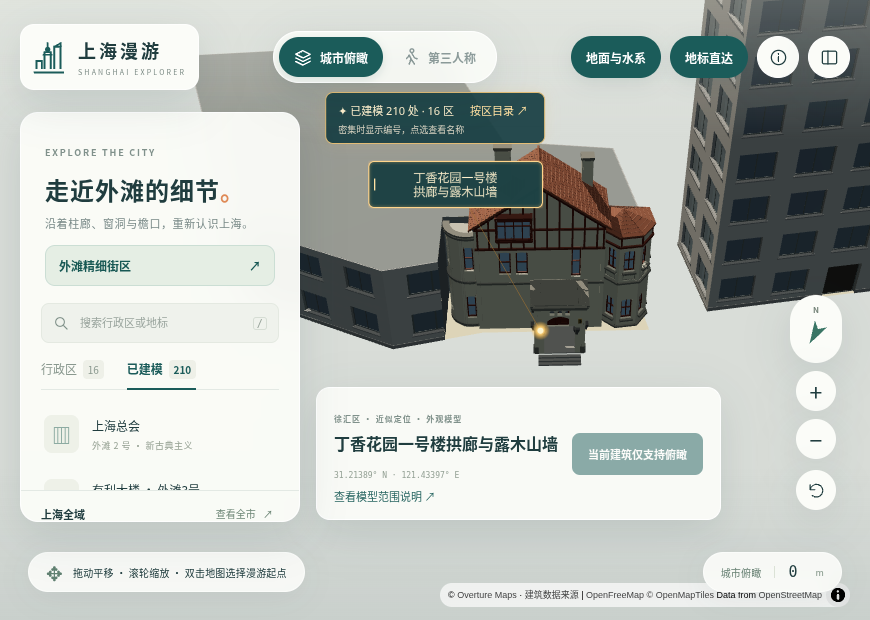 上海漫游
SHANGHAI EXPLORER
城市俯瞰
第三人称
地面与水系
地标直达
✦ 已建模 210 处 · 16 区
按区目录 ↗
密集时显示编号，点选查看名称
丁香花园一号楼
拱廊与露木山墙
EXPLORE THE CITY
走近外滩的细节。
沿着柱廊、窗洞与檐口，重新认识上海。
外滩精细街区 ↗
搜索行政区或地标 /
行政区 16
已建模 210
上海总会
外滩 2 号 · 新古典主义
有利大楼 · 外滩3号
上海全域
查看全市 ↗
徐汇区 · 近似定位 · 外观模型
丁香花园一号楼拱廊与露木山墙
31.21389° N · 121.43397° E
查看模型范围说明 ↗
当前建筑仅支持俯瞰
N
+
−
拖动平移 · 滚轮缩放 · 双击地图选择漫游起点
城市俯瞰 0 m
© Overture Maps · 建筑数据来源 | OpenFreeMap © OpenMapTiles Data from OpenStreetMap